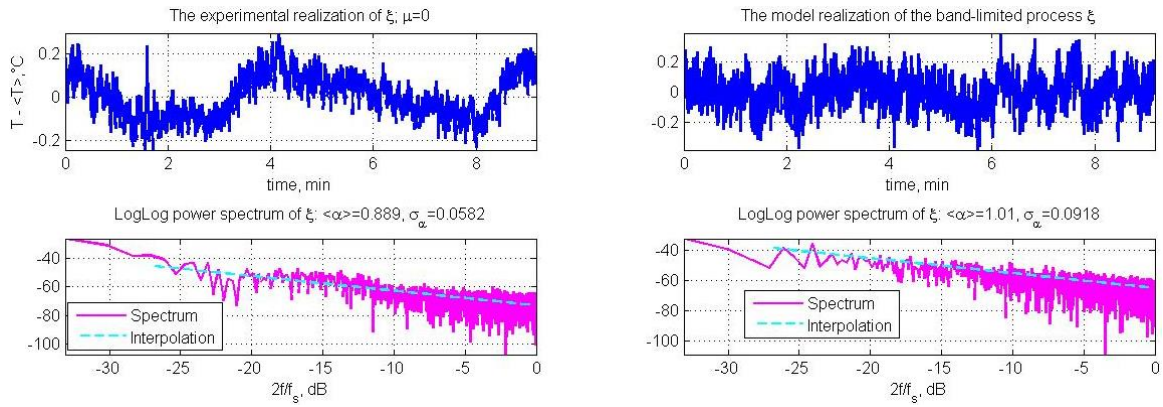 The experimental realization of ξ; μ=0
T - <T>,°C
0.2
0
-0.2
0
2
4
6
8
time, min
The model realization of the band-limited process ξ
0.2
0
-0.2
0
2
4
6
8
time, min
LogLog power spectrum of ξ: <α>=0.889, σα=0.0582
-40
-60
-80
-100
Spectrum
Interpolation
-30
-25
-20
-15
-10
-5
0
2f/fs, dB
LogLog power spectrum of ξ: <α>=1.01, σα=0.0918
-40
-60
-80
-100
Spectrum
Interpolation
-30
-25
-20
-15
-10
-5
0
2f/fs, dB